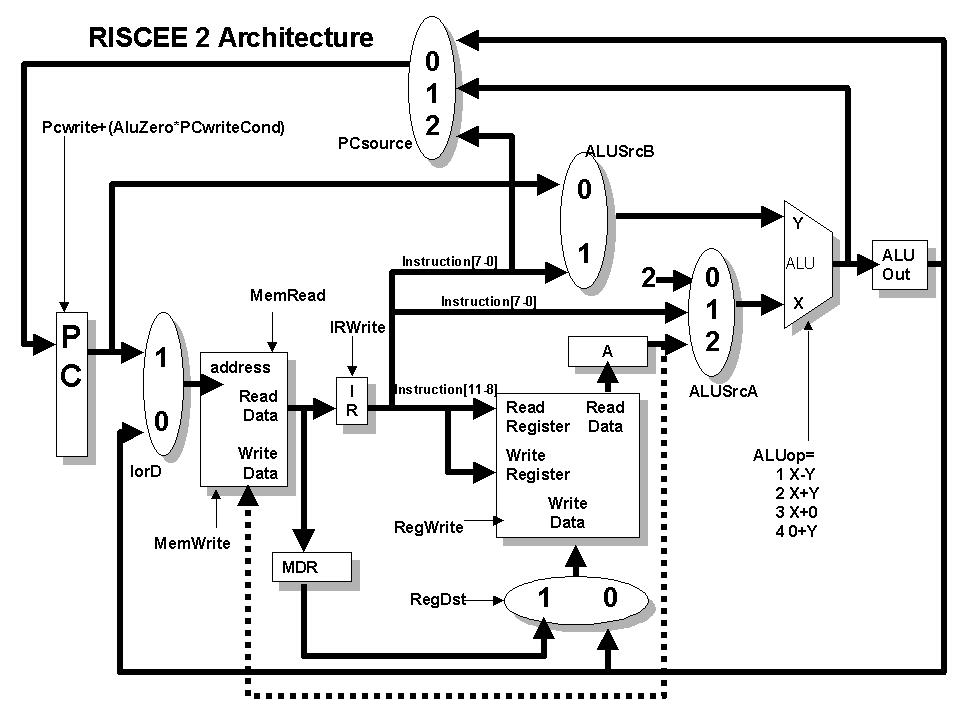 RISCEE 2 Architecture
0
1
2
PCsource
Pcwrite+(AluZero*PCwriteCond)
ALUSrcB
0
1
Y
ALU
X
ALU
Out
Instruction[7-0]
2
0
1
2
ALUSrcA
Instruction[7-0]
MemRead
IRWrite
P
C
1
0
IorD
address
Read
Data
Write
Data
I
R
A
Instruction[11-8]
Read
Register
Read
Data
Write
Register
Write
Data
ALUop=
1 X-Y
2 X+Y
3 X+0
4 0+Y
RegWrite
MemWrite
MDR
RegDst
1
0